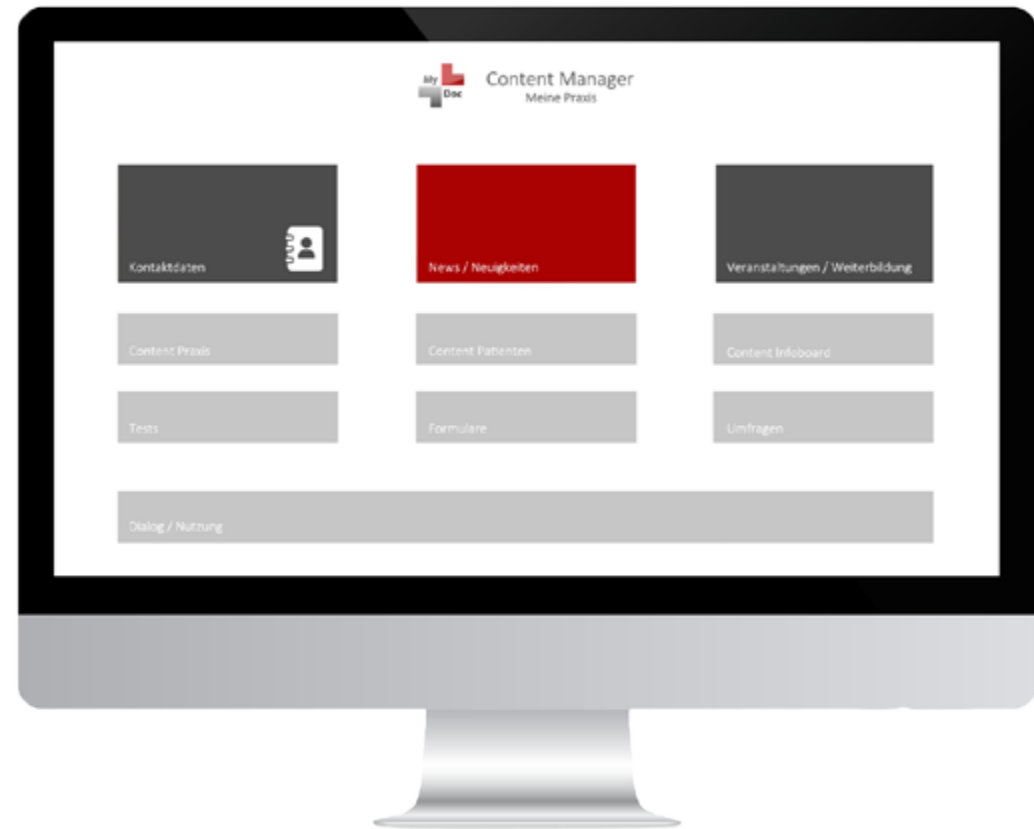 My
Doc
Content Manager
Meine Praxis
Kontaktdaten
News / Neuigkeiten
Veranstaltungen / Weiterbildung
Content Praxis
Content Patienten
Content Infoboard
Tests
Formulare
Umfragen
Dialog / Nutzung